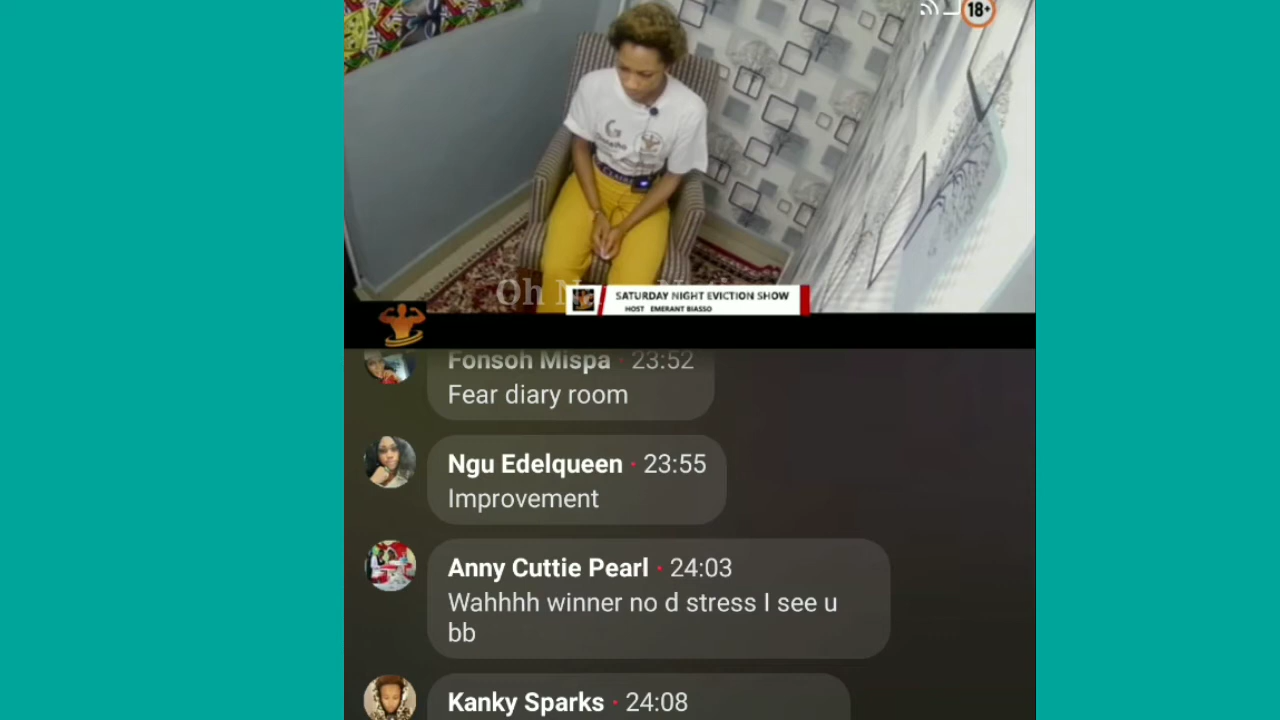 18+
SATURDAY NIGHT EVICTION SHOW
HOST EMERANT BIASSO
Fonsoh Mispa · 23:52
Fear diary room
Ngu Edelqueen · 23:55
Improvement
Anny Cuttie Pearl · 24:03
Wahhhh winner no d stress I see u
bb
Kanky Sparks · 24:08